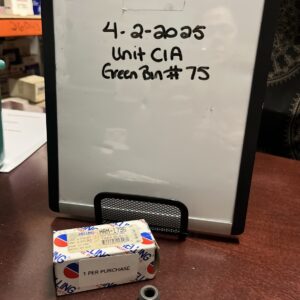 4-2-2025
Unit C1A
Green Bin # 75
1 PER PURCHASE